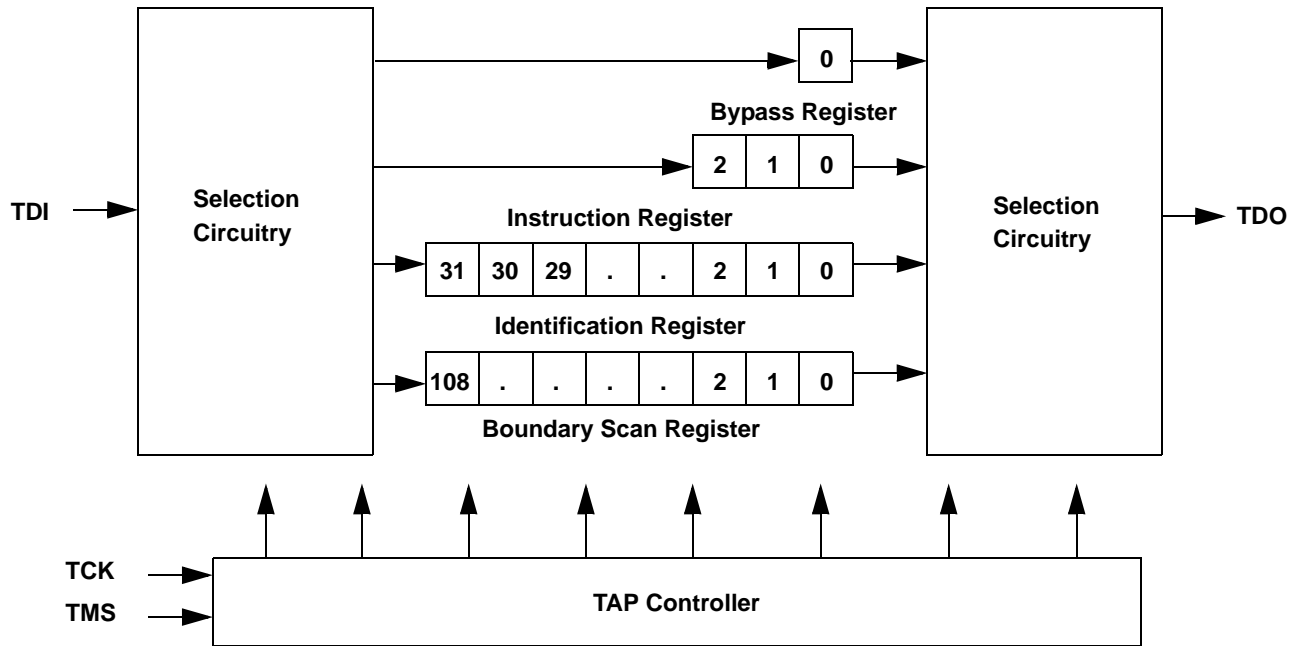 0
Bypass Register
2 1 0
TDI
Selection
Circuitry
Selection
Circuitry
TDO
Instruction Register
31 30 29 . . 2 1 0
Identification Register
108 . . . . 2 1 0
Boundary Scan Register
TCK
TMS
TAP Controller